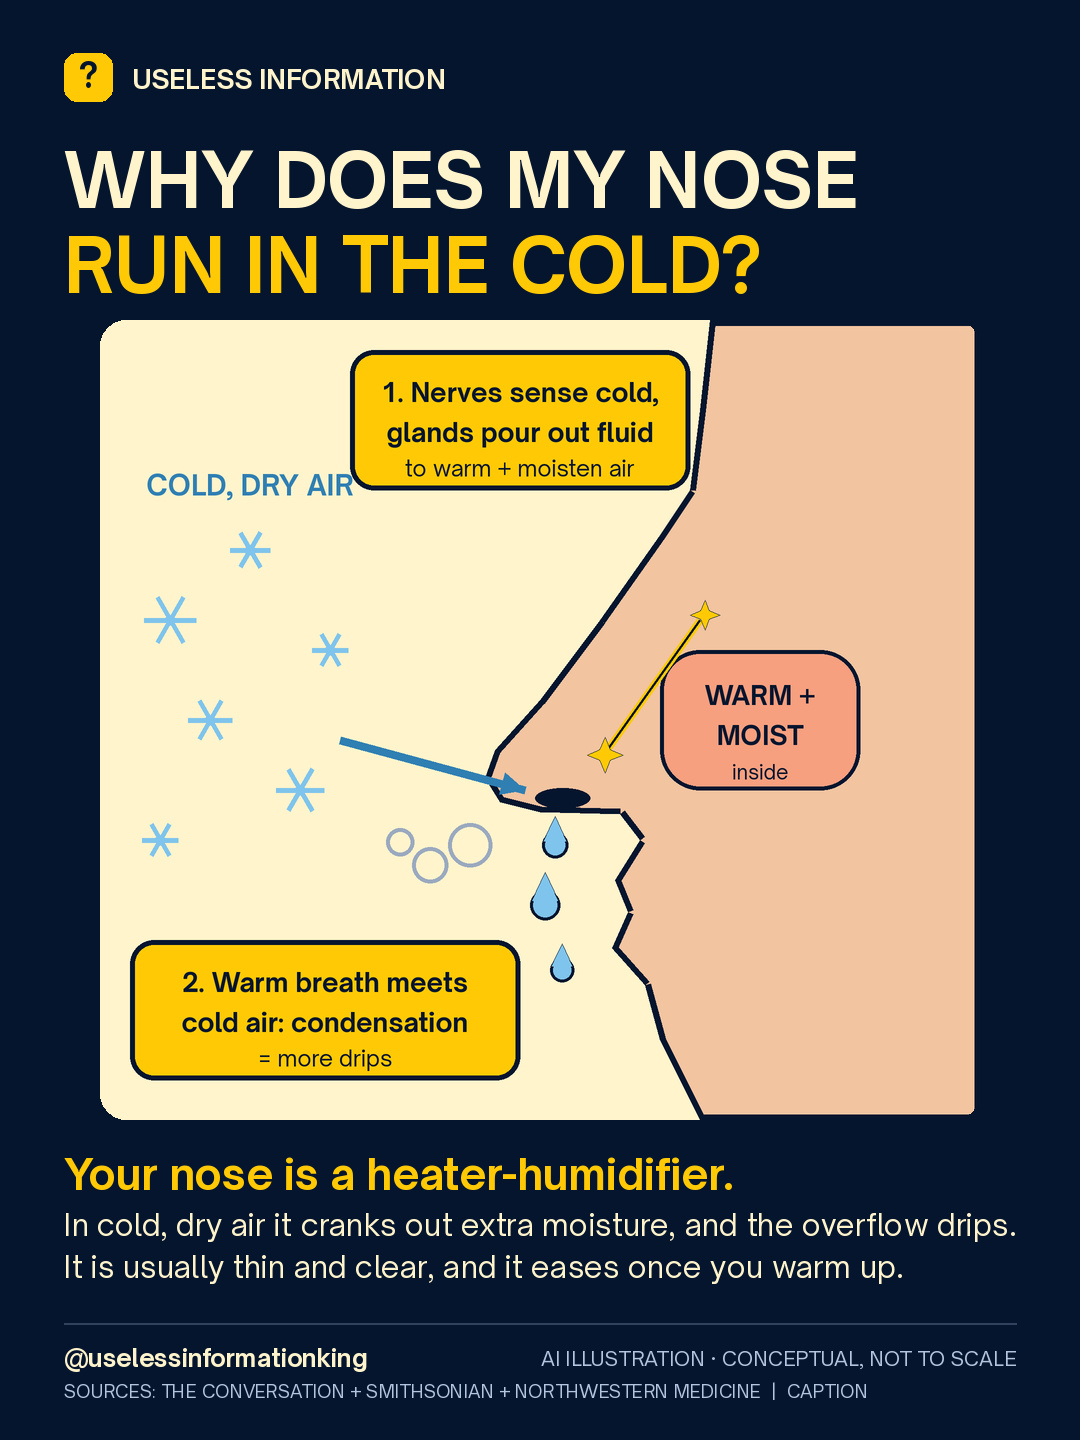 ?
USELESS INFORMATION
WHY DOES MY NOSE
RUN IN THE COLD?
1. Nerves sense cold,
glands pour out fluid
to warm + moisten air
COLD, DRY AIR
WARM +
MOIST
inside
2. Warm breath meets
cold air: condensation
= more drips
Your nose is a heater-humidifier.
In cold, dry air it cranks out extra moisture, and the overflow drips.
It is usually thin and clear, and it eases once you warm up.
@uselessinformationking
AI ILLUSTRATION · CONCEPTUAL, NOT TO SCALE
SOURCES: THE CONVERSATION + SMITHSONIAN + NORTHWESTERN MEDICINE | CAPTION